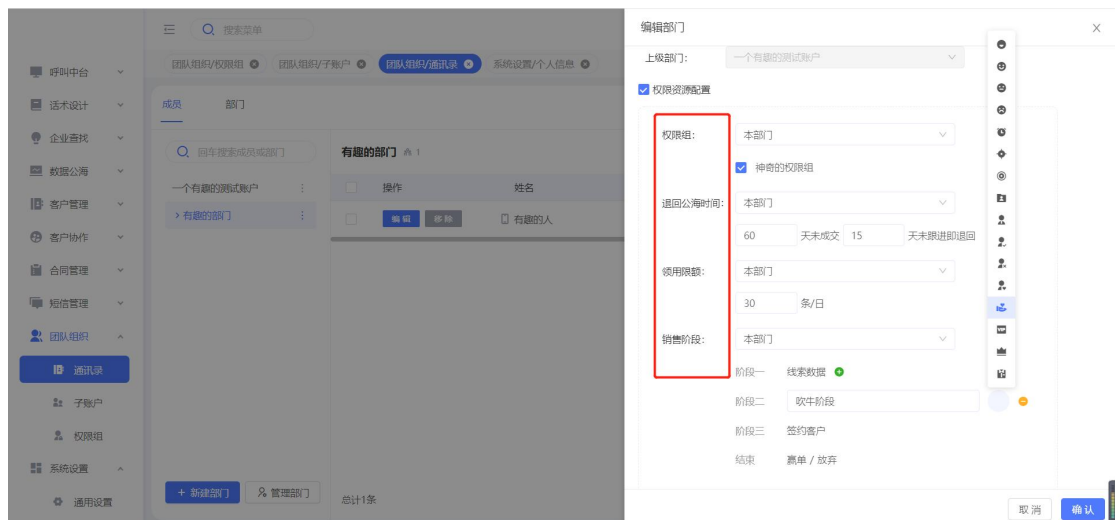 搜索菜单
编辑部门
团队组织/权限组
团队组织/子账户
团队组织/通讯录
系统设置/个人信息
上级部门：
一个有趣的测试账户
呼叫中台
话术设计
企业查找
数据公海
客户管理
客户协作
合同管理
短信管理
团队组织
通讯录
子账户
权限组
系统设置
通用设置
成员
部门
回车搜索成员或部门
一个有趣的测试账户
有趣的部门
+ 新建部门
管理部门
有趣的部门 1
操作
姓名
编辑
移除
有趣的人
总计1条
权限资源配置
权限组：
本部门
神奇的权限组
退回公海时间：
本部门
60 天未成交 15 天未跟进即退回
领用限额：
本部门
30 条/日
销售阶段：
本部门
阶段一 线索数据
阶段二 吹牛阶段
阶段三 签约客户
结束 赢单 / 放弃
VIP
取消
确认